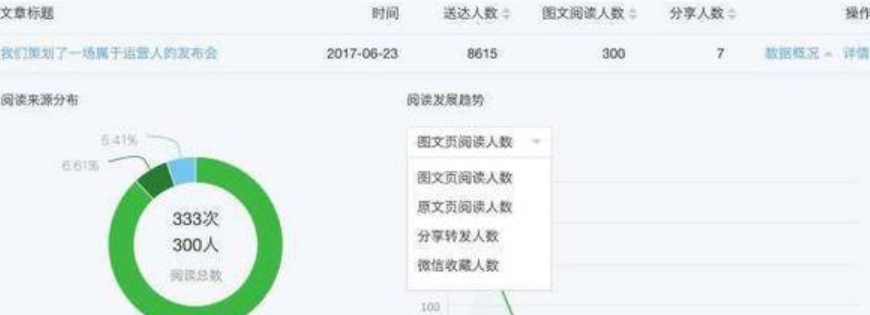 文章标题 时间 送达人数 图文阅读人数 分享人数 操作
我们策划了一场属于运营人的发布会 2017-06-23 8615 300 7 数据概况 详情
阅读来源分布 阅读发展趋势
5.41%
6.61%
333次
300人
阅读总数
图文页阅读人数
图文页阅读人数
原文页阅读人数
分享转发人数
微信收藏人数
100